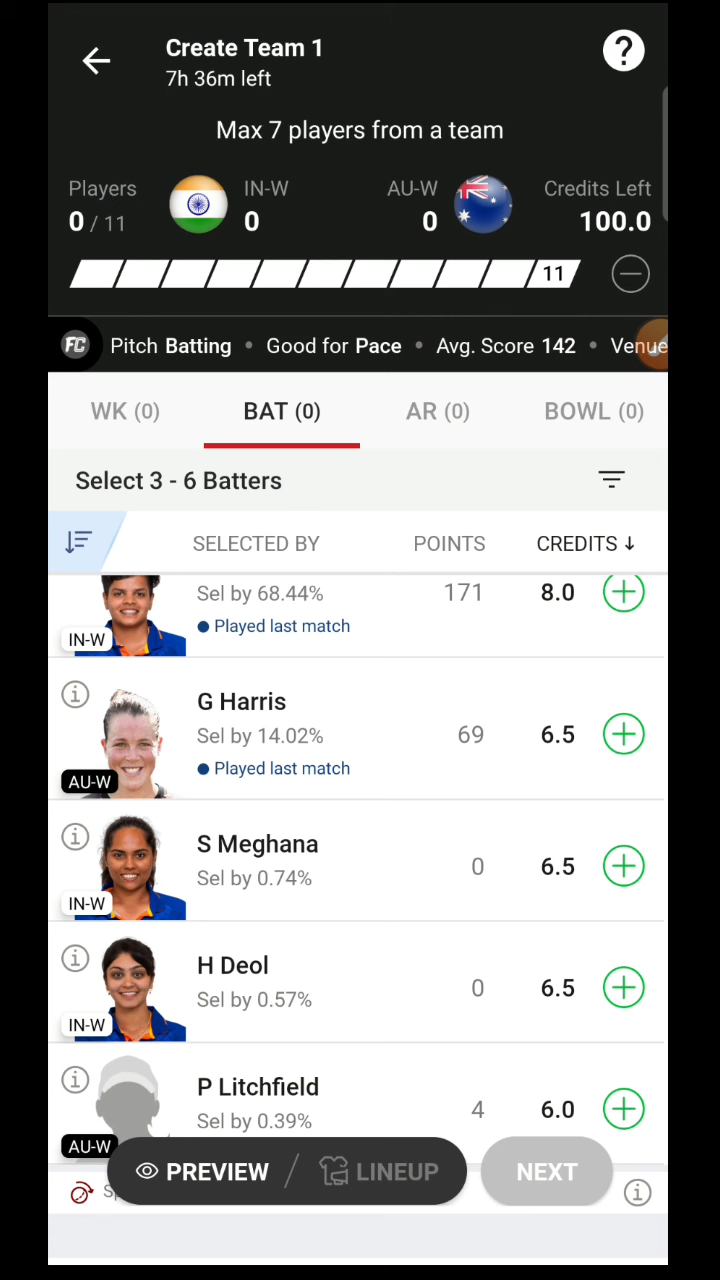 Create Team 1
7h 36m left
?
Max 7 players from a team
Players IN-W AU-W Credits Left
0 / 11 0 0 100.0
11
FC Pitch Batting • Good for Pace • Avg. Score 142 • Venue
WK (0) BAT (0) AR (0) BOWL (0)
Select 3 - 6 Batters
SELECTED BY POINTS CREDITS ↓
Sel by 68.44% 171 8.0
IN-W Played last match
G Harris
Sel by 14.02% 69 6.5
Played last match
AU-W
S Meghana
Sel by 0.74% 0 6.5
IN-W
H Deol
Sel by 0.57% 0 6.5
IN-W
P Litchfield
Sel by 0.39% 4 6.0
AU-W
PREVIEW / LINEUP NEXT